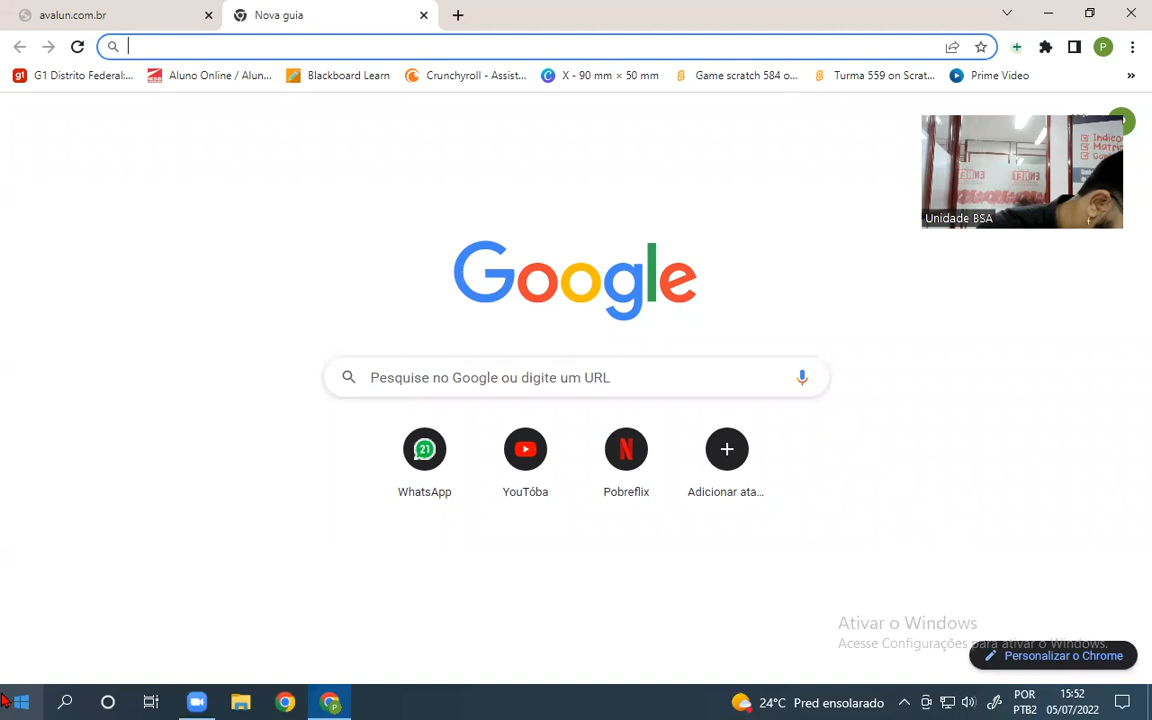 avalun.com.br
Nova guia
P
G1 Distrito Federal:...
Aluno Online / Alun...
Blackboard Learn
Crunchyroll - Assist...
X - 90 mm × 50 mm
Game scratch 584 o...
Turma 559 on Scrat...
Prime Video
»
Unidade BSA
Google
Pesquise no Google ou digite um URL
21
WhatsApp
YouTóba
Pobreflix
Adicionar ata...
Ativar o Windows
Acesse Configurações para ativar o Windows.
Personalizar o Chrome
24°C Pred ensolarado
POR
PTB2
15:52
05/07/2022